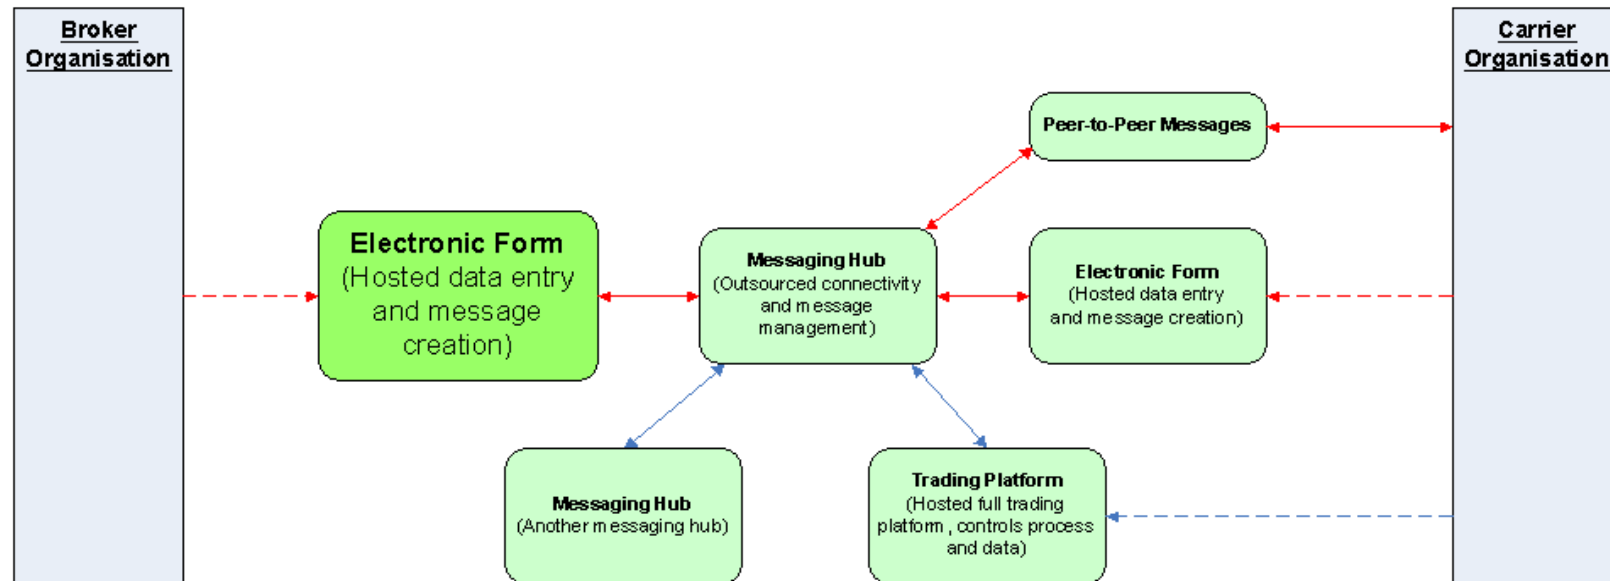 Broker
Organisation
Carrier
Organisation
Peer-to-Peer Messages
Electronic Form
(Hosted data entry
and message
creation)
Messaging Hub
(Outsourced connectivity
and message
management)
Electronic Form
(Hosted data entry
and message creation)
Messaging Hub
(Another messaging hub)
Trading Platform
(Hosted full trading
platform, controls process
and data)